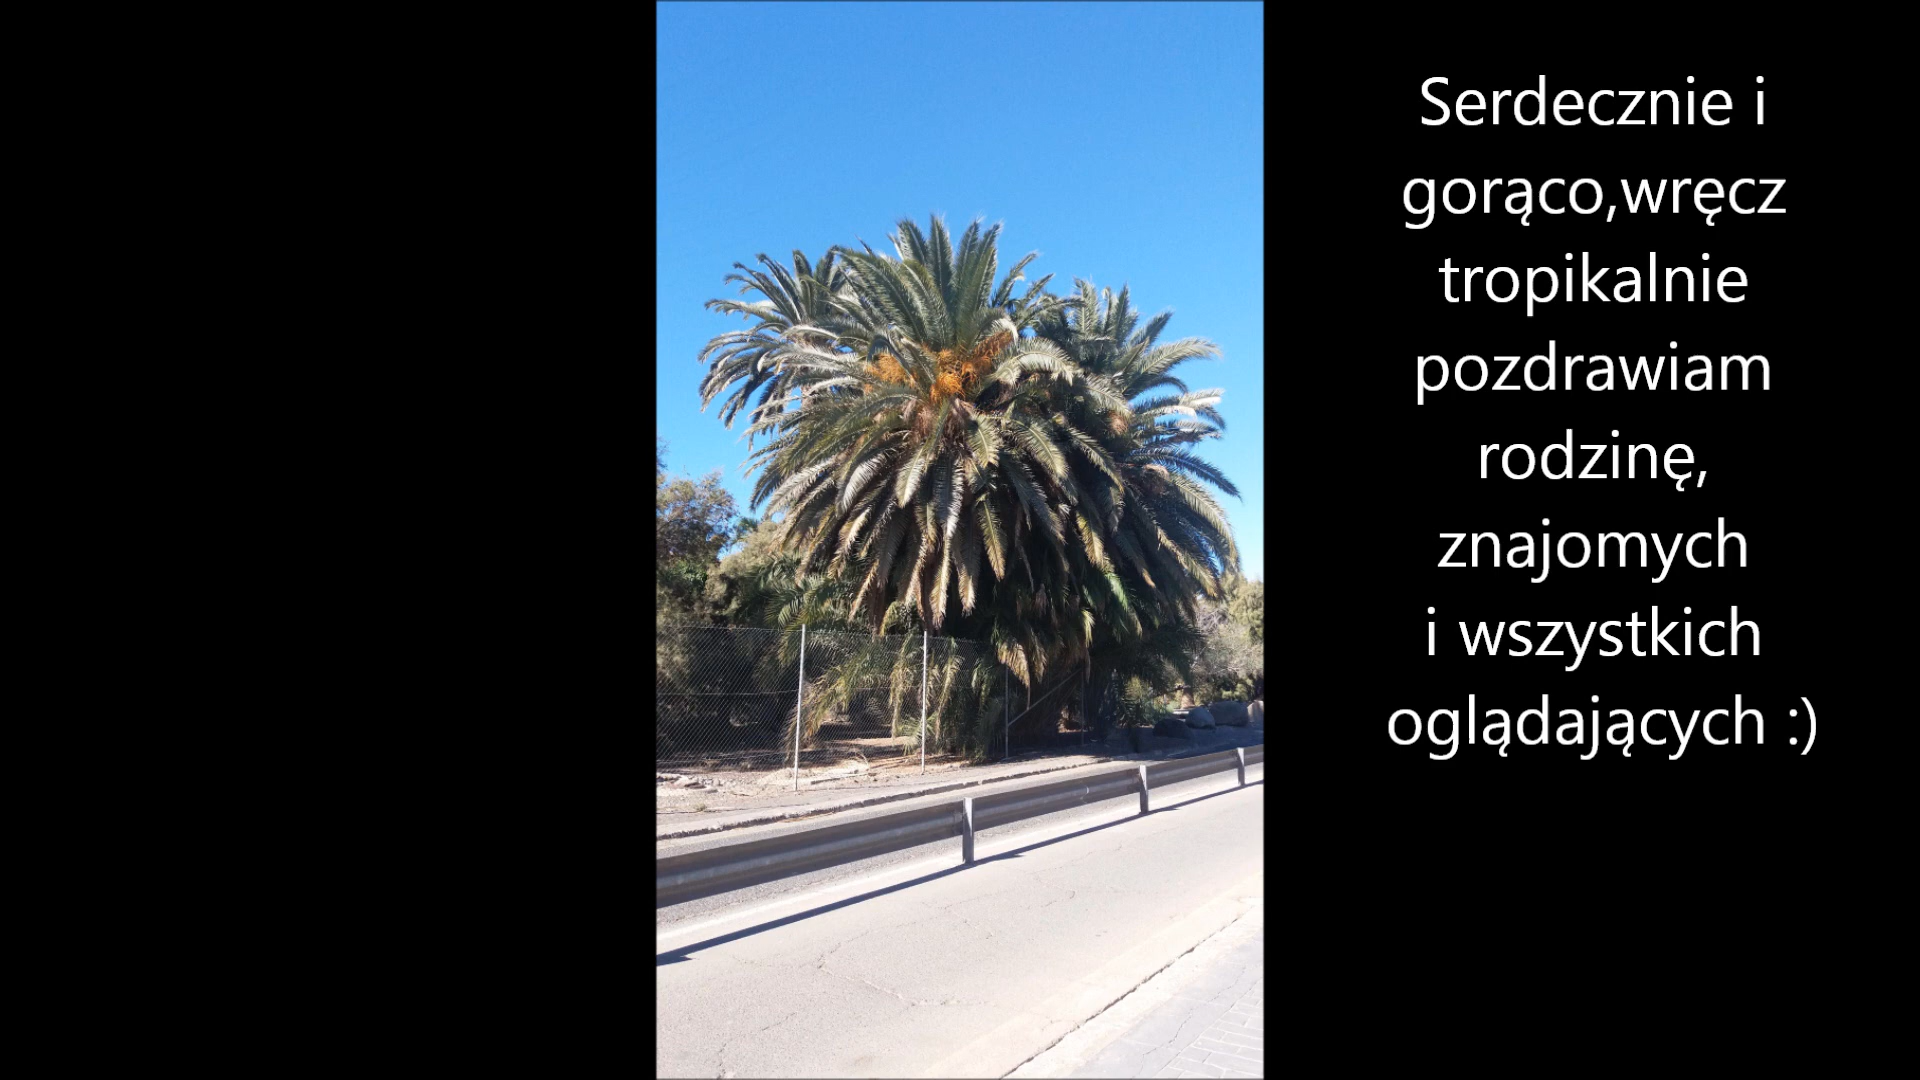 Serdecznie i
gorąco,wręcz
tropikalnie
pozdrawiam
rodzinę,
znajomych
i wszystkich
oglądających :)